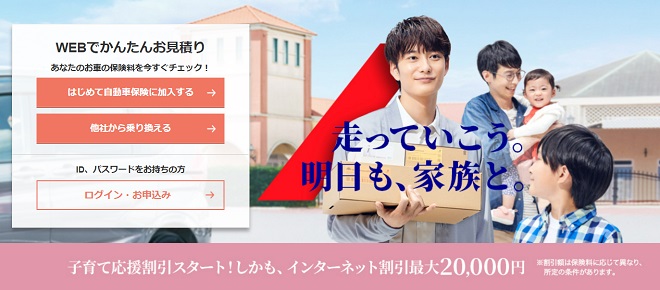 WEBでかんたんお見積り
あなたのお車の保険料を今すぐチェック！
はじめて自動車保険に加入する
他社から乗り換える
ID、パスワードをお持ちの方
ログイン・お申込み
走っていこう。
明日も、家族と。
子育て応援割引スタート！しかも、インターネット割引最大20,000円
※割引額は保険料に応じて異なり、
所定の条件があります。